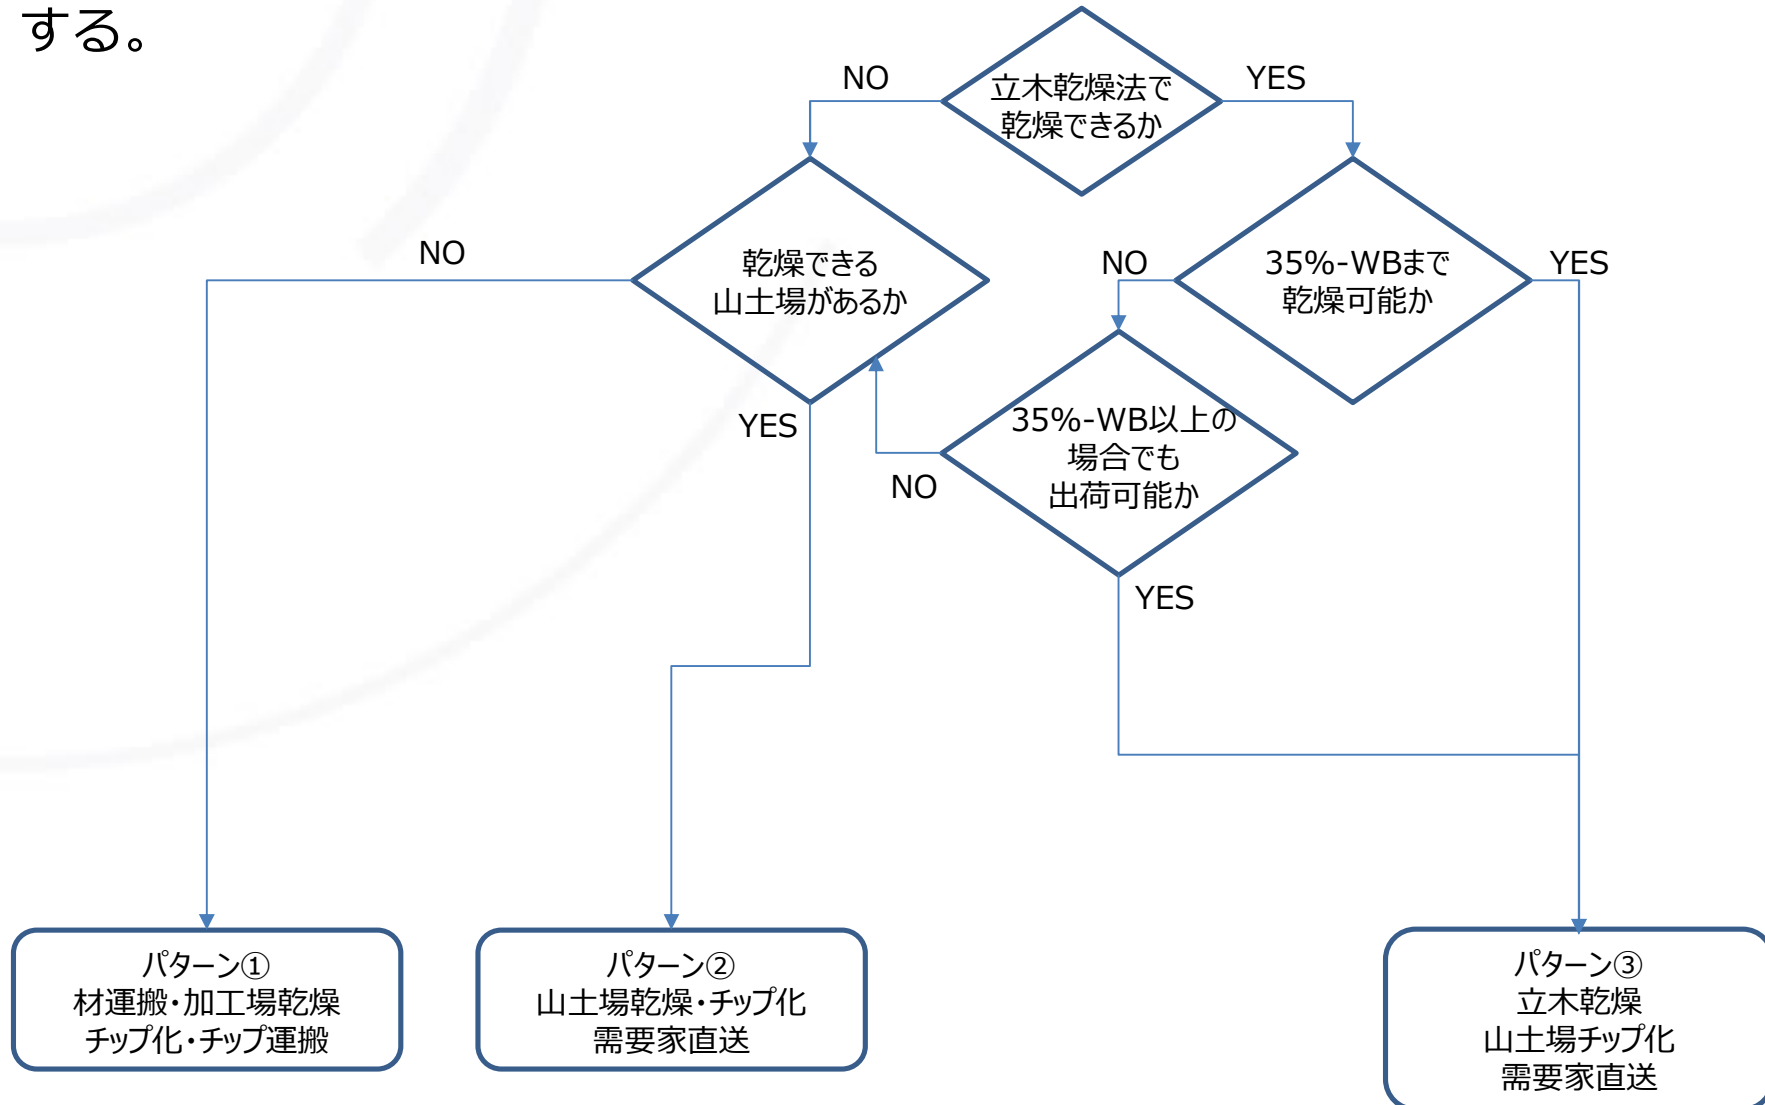 する。
NO
立木乾燥法で
乾燥できるか
YES
NO
乾燥できる
山土場があるか
NO
35%-WBまで
乾燥可能か
YES
YES
35%-WB以上の
場合でも
出荷可能か
NO
YES
パターン①
材運搬・加工場乾燥
チップ化・チップ運搬
パターン②
山土場乾燥・チップ化
需要家直送
パターン③
立木乾燥
山土場チップ化
需要家直送